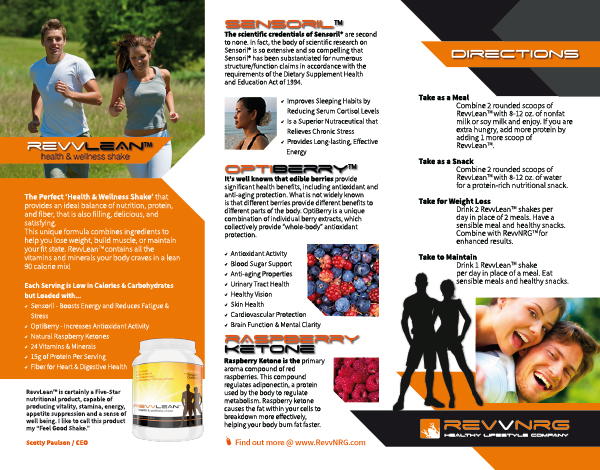 REVVLEAN™
health & wellness shake
The Perfect 'Health & Wellness Shake' that
provides an ideal balance of nutrition, protein,
and fiber, that is also filling, delicious, and
satisfying.
This unique formula combines ingredients to
help you lose weight, build muscle, or maintain
your fit state. RevvLean™ contains all the
vitamins and minerals your body craves in a lean
90 calorie mix!
Each Serving is Low in Calories & Carbohydrates
but Loaded with...
✓ Sensoril - Boosts Energy and Reduces Fatigue &
Stress
✓ OptiBerry - Increases Antioxidant Activity
✓ Natural Raspberry Ketones
✓ 24 Vitamins & Minerals
✓ 15g of Protein Per Serving
✓ Fiber for Heart & Digestive Health
RevvLean™ is certainly a Five-Star
nutritional product, capable of
producing vitality, stamina, energy,
appetite suppression and a sense of
well being. I like to call this product
my "Feel Good Shake."
Scotty Paulson / CEO
REVVLEAN
health & wellness shake
SENSORIL™
The scientific credentials of Sensoril® are second
to none. In fact, the body of scientific research on
Sensoril® is so extensive and so compelling that
Sensoril® has been substantiated for numerous
structure/function claims in accordance with the
requirements of the Dietary Supplement Health
and Education Act of 1994.
✓ Improves Sleeping Habits by
Reducing Serum Cortisol Levels
✓ Is a Superior Nutraceutical that
Relieves Chronic Stress
✓ Provides Long-lasting, Effective
Energy
OPTIBERRY™
It's well known that edible berries provide
significant health benefits, including antioxidant and
anti-aging protection. What is not widely known
is that different berries provide different benefits to
different parts of the body. OptiBerry is a unique
combination of individual berry extracts, which
collectively provide "whole-body" antioxidant
protection.
✓ Antioxidant Activity
✓ Blood Sugar Support
✓ Anti-aging Properties
✓ Urinary Tract Health
✓ Healthy Vision
✓ Skin Health
✓ Cardiovascular Protection
✓ Brain Function & Mental Clarity
RASPBERRY
KETONE
Raspberry Ketone is the primary
aroma compound of red
raspberries. This compound
regulates adiponectin, a protein
used by the body to regulate
metabolism. Raspberry ketone
causes the fat within your cells to
breakdown more effectively,
helping your body burn fat faster.
Find out more @ www.RevvNRG.com
DIRECTIONS
Take as a Meal
Combine 2 rounded scoops of
RevvLean™ with 8-12 oz. of nonfat
milk or soy milk and enjoy. If you are
extra hungry, add more protein by
adding 1 more scoop of
RevvLean™.
Take as a Snack
Combine 2 rounded scoops of
RevvLean™ with 8-12 oz. of water
for a protein-rich nutritional snack.
Take for Weight Loss
Drink 2 RevvLean™ shakes per
day in place of 2 meals. Have a
sensible meal and healthy snacks.
Combine with RevvNRG™ for
enhanced results.
Take to Maintain
Drink 1 RevvLean™ shake
per day in place of a meal. Eat
sensible meals and healthy snacks.
REVVNRG
HEALTHY LIFESTYLE COMPANY